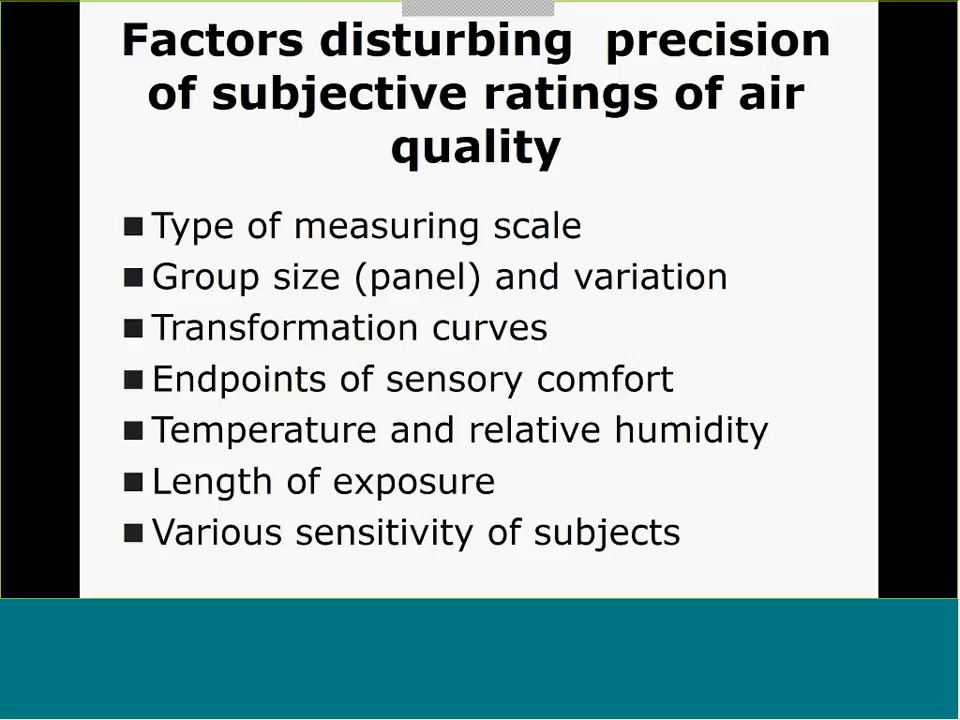 Factors disturbing precision
of subjective ratings of air
quality
■ Type of measuring scale
■ Group size (panel) and variation
■ Transformation curves
■ Endpoints of sensory comfort
■ Temperature and relative humidity
■ Length of exposure
■ Various sensitivity of subjects